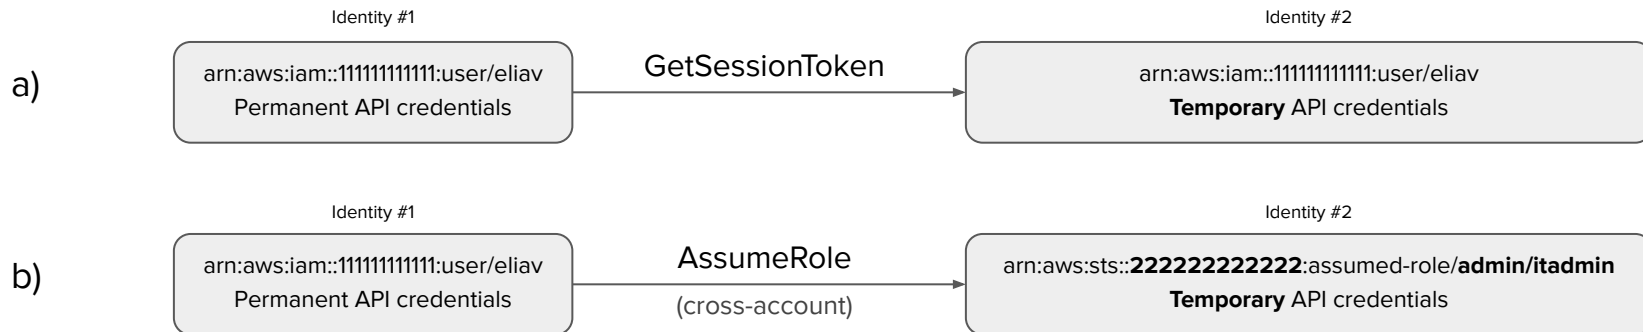 Identity #1
Identity #2
a)
arn:aws:iam::111111111111:user/eliav
Permanent API credentials
GetSessionToken
arn:aws:iam::111111111111:user/eliav
Temporary API credentials
Identity #1
Identity #2
b)
arn:aws:iam::111111111111:user/eliav
Permanent API credentials
AssumeRole
(cross-account)
arn:aws:sts::222222222222:assumed-role/admin/itadmin
Temporary API credentials